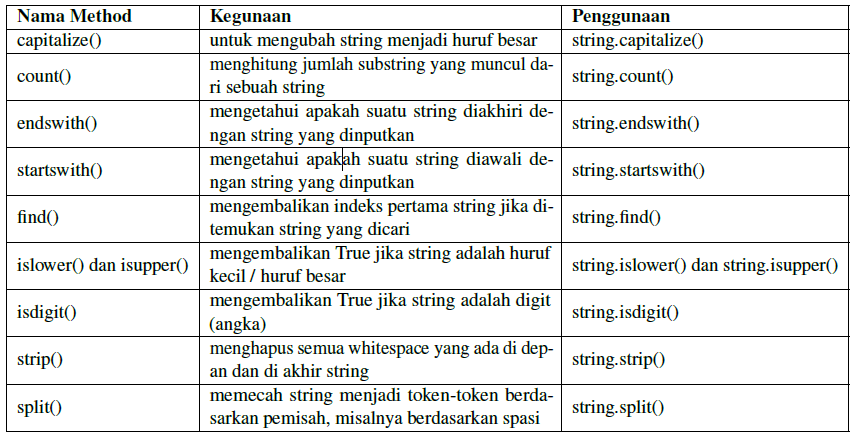 Nama Method Kegunaan Penggunaan
capitalize() untuk mengubah string menjadi huruf besar string.capitalize()
count() menghitung jumlah substring yang muncul da-
ri sebuah string string.count()
endswith() mengetahui apakah suatu string diakhiri de-
ngan string yang dinputkan string.endswith()
startswith() mengetahui apakah suatu string diawali de-
ngan string yang dinputkan string.startswith()
find() mengembalikan indeks pertama string jika di-
temukan string yang dicari string.find()
islower() dan isupper() mengembalikan True jika string adalah huruf
kecil / huruf besar string.islower() dan string.isupper()
isdigit() mengembalikan True jika string adalah digit
(angka) string.isdigit()
strip() menghapus semua whitespace yang ada di dep-
an dan di akhir string string.strip()
split() memecah string menjadi token-token berda-
sarkan pemisah, misalnya berdasarkan spasi string.split()